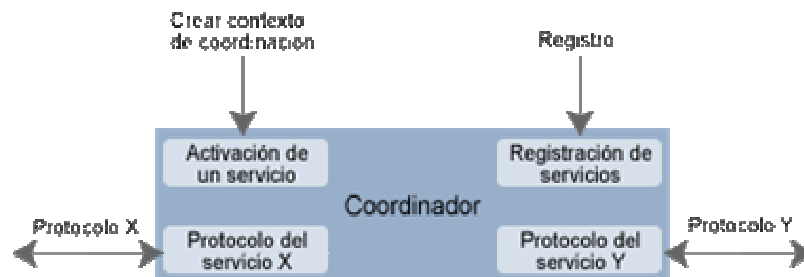 Crear contexto
de coordinacion
Registro
Activación de
un servicio
Registración de
servicios
Coordinador
Protocolo X
Protocolo del
servicio X
Protocolo del
servicio Y
Protocolo Y